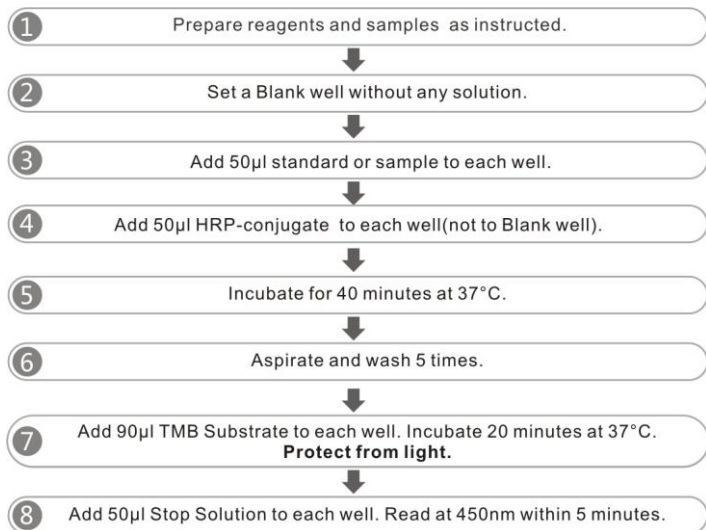 1 Prepare reagents and samples as instructed.
2 Set a Blank well without any solution.
3 Add 50μl standard or sample to each well.
4 Add 50μl HRP-conjugate to each well(not to Blank well).
5 Incubate for 40 minutes at 37°C.
6 Aspirate and wash 5 times.
7 Add 90μl TMB Substrate to each well. Incubate 20 minutes at 37°C.
Protect from light.
8 Add 50μl Stop Solution to each well. Read at 450nm within 5 minutes.